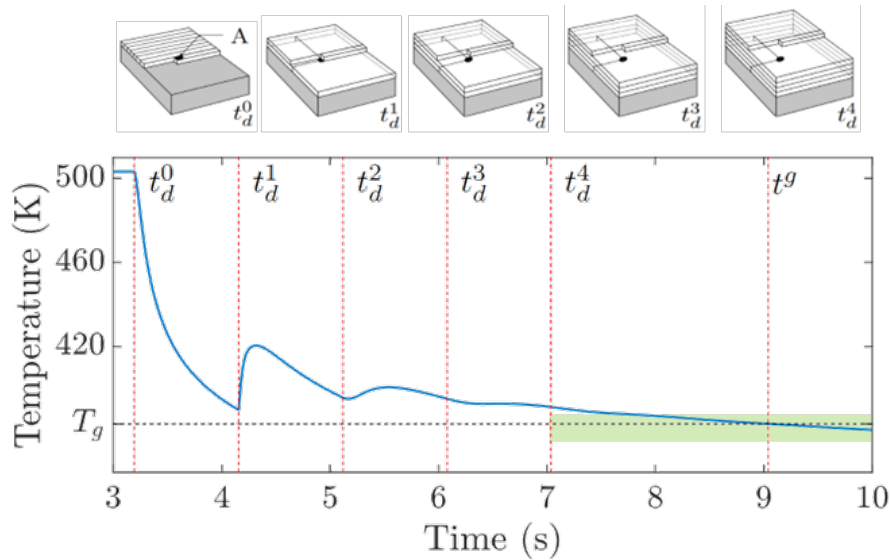 A
t_d^0
t_d^1
t_d^2
t_d^3
t_d^4
t_d^0 t_d^1 t_d^2 t_d^3 t_d^4 t^g
500
460
420
T_g
Temperature (K)
3 4 5 6 7 8 9 10
Time (s)